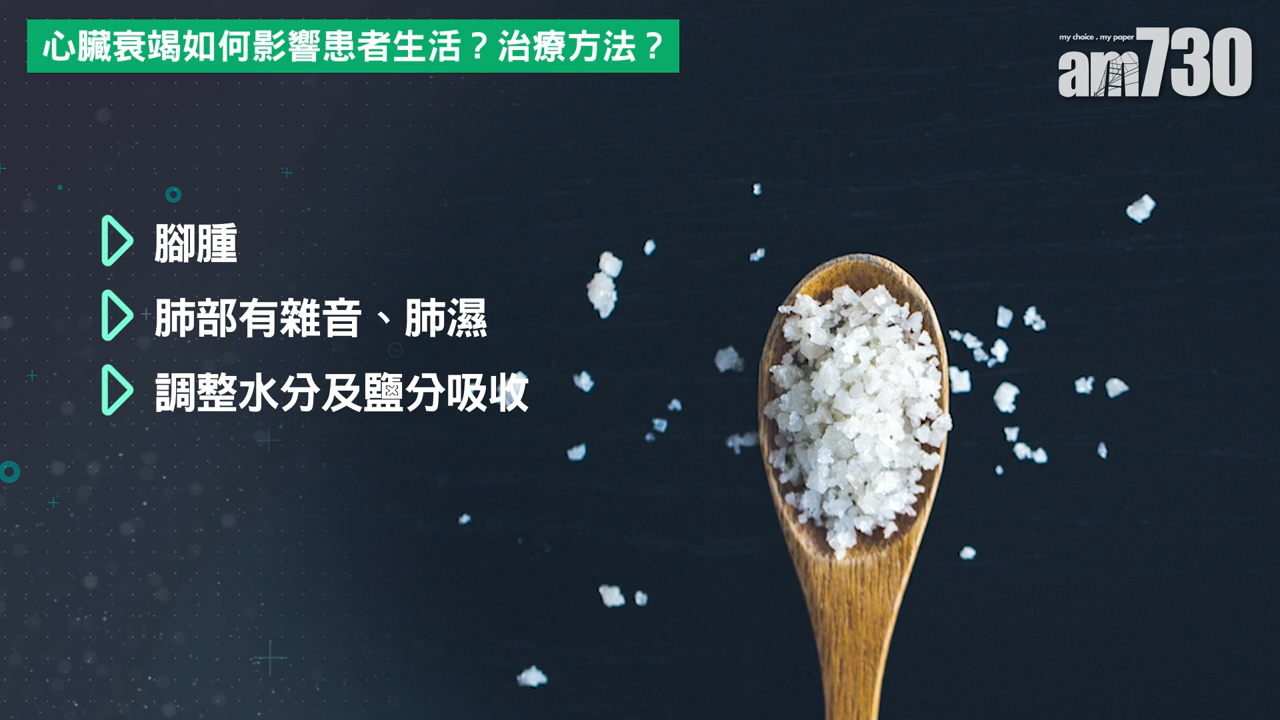 心臟衰竭如何影響患者生活？治療方法？
my choice . my paper
am730
腳腫
肺部有雜音、肺濕
調整水分及鹽分吸收